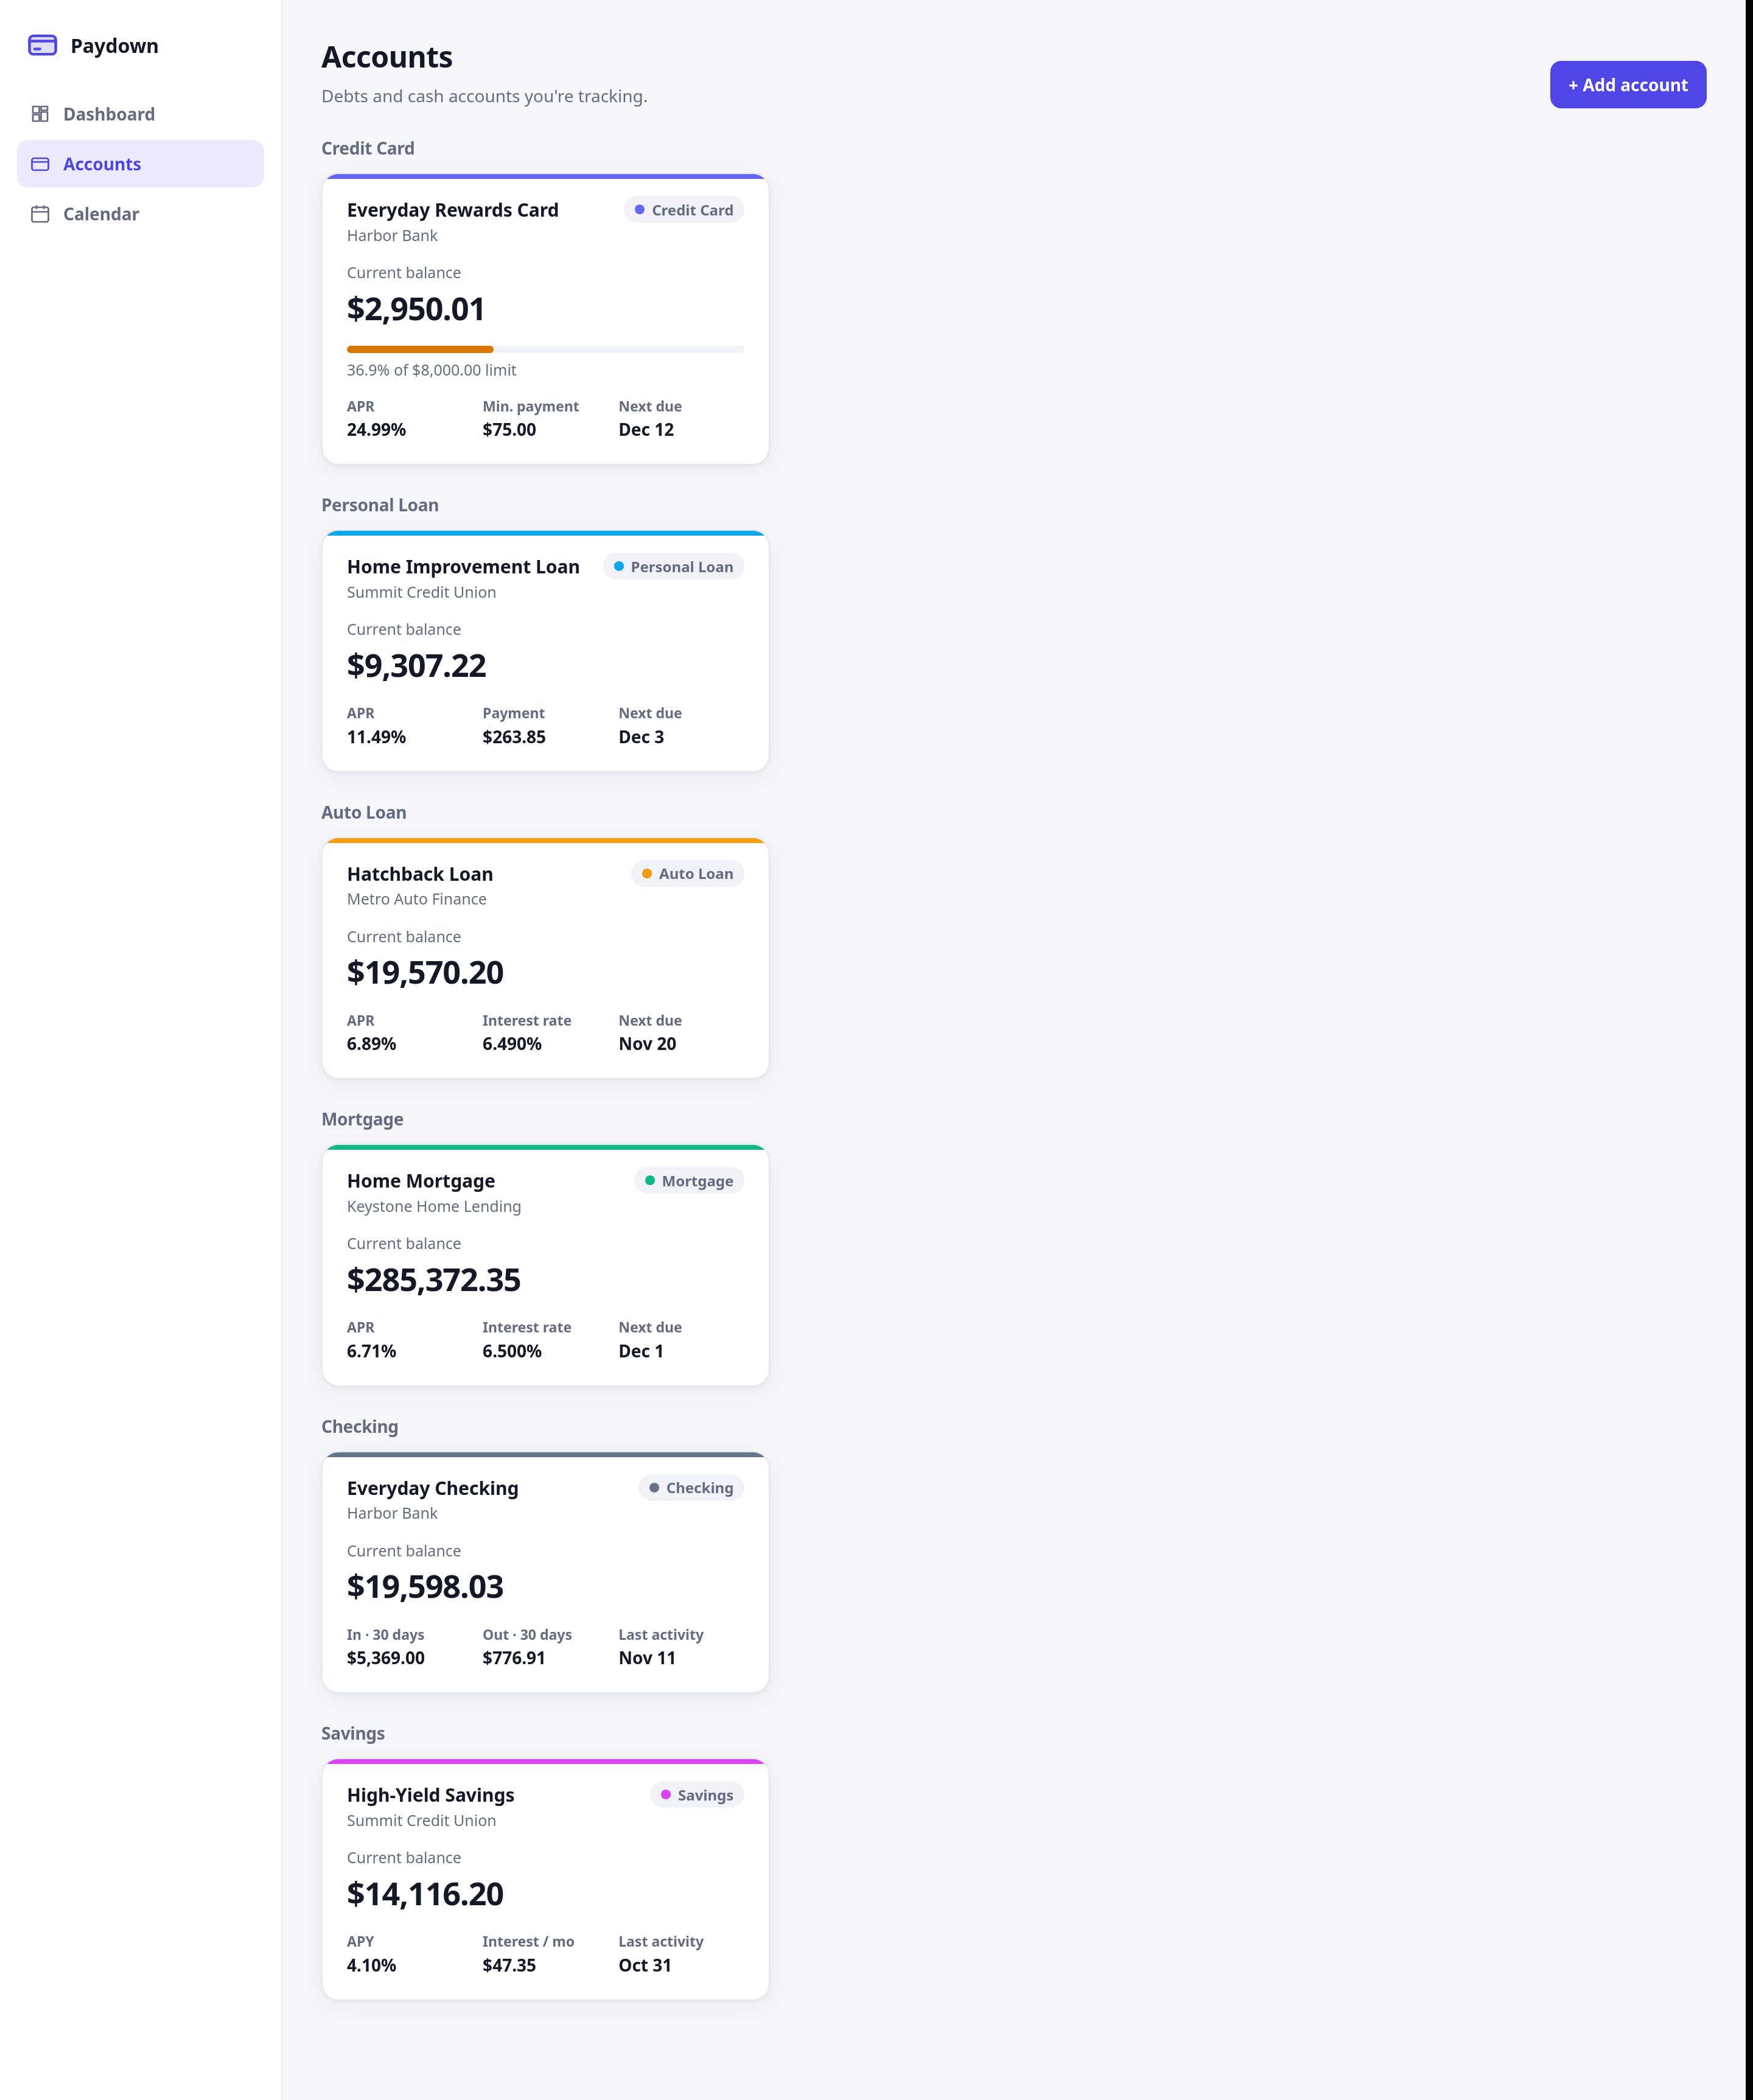 Paydown
Dashboard
Accounts
Calendar
Accounts
Debts and cash accounts you're tracking.
+ Add account
Credit Card
Everyday Rewards Card
Credit Card
Harbor Bank
Current balance
$2,950.01
36.9% of $8,000.00 limit
APR Min. payment Next due
24.99% $75.00 Dec 12
Personal Loan
Home Improvement Loan
Personal Loan
Summit Credit Union
Current balance
$9,307.22
APR Payment Next due
11.49% $263.85 Dec 3
Auto Loan
Hatchback Loan
Auto Loan
Metro Auto Finance
Current balance
$19,570.20
APR Interest rate Next due
6.89% 6.490% Nov 20
Mortgage
Home Mortgage
Mortgage
Keystone Home Lending
Current balance
$285,372.35
APR Interest rate Next due
6.71% 6.500% Dec 1
Checking
Everyday Checking
Checking
Harbor Bank
Current balance
$19,598.03
In · 30 days Out · 30 days Last activity
$5,369.00 $776.91 Nov 11
Savings
High-Yield Savings
Savings
Summit Credit Union
Current balance
$14,116.20
APY Interest / mo Last activity
4.10% $47.35 Oct 31